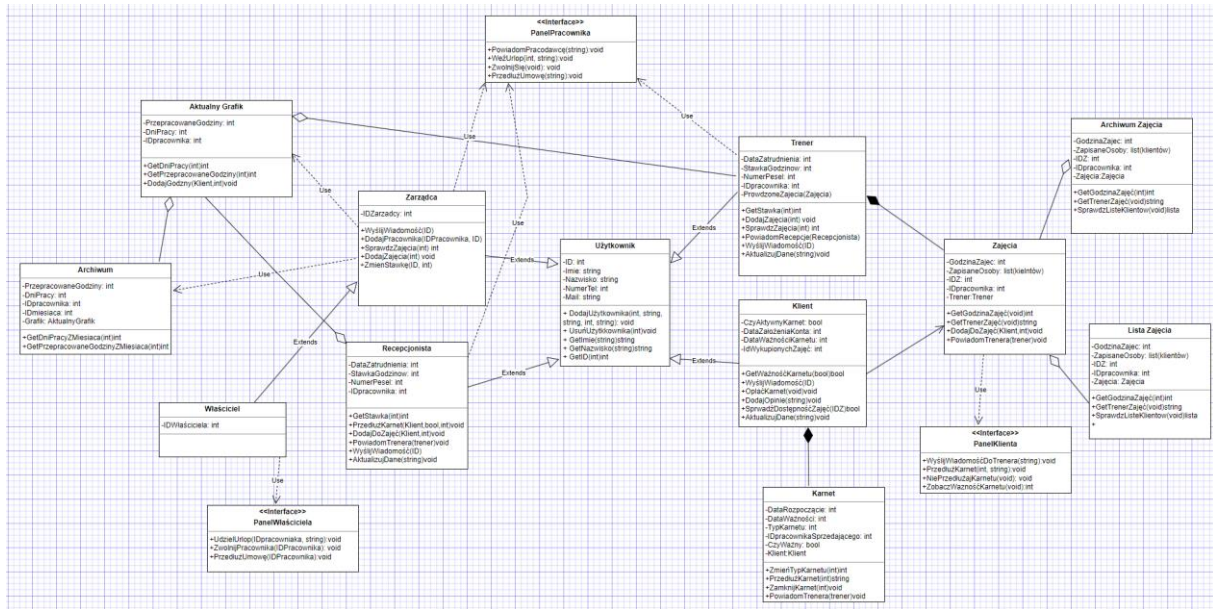 <<Interface>>
PanelPracownika
+PowiadomPracodawcę(string):void
+WeźUrlop(int, string):void
+ZwolnijSię(void): void
+PrzedłużUmowę(string):void
Aktualny Grafik
-PrzepracowaneGodziny: int
-DniPracy: int
-IDpracownika: int
+GetDniPracy(int)int
+GetPrzepracowaneGodziny(int)int
+DodajGodzny(Klient,int)void
Use
Use
Use
Use
Use
Trener
-DataZatrudnienia: int
-StawkaGodzinow: int
-NumerPesel: int
-IDpracownika: int
-ProwdzoneZajecia(Zajęcia)
+GetStawka(int)int
+DodajZajęcia(int) void
+SprawdzZajęcia(int) int
+PowiadomRecepcje(Recepcjonista)
+WyślijWiadomość(ID)
+AktualizujDane(string)void
Archiwum Zajęcia
-GodzinaZajec: int
-ZapisaneOsoby: list(klientów)
-IDZ: int
-IDpracownika: int
-Zajęcia:Zajęcia
+GetGodzinaZajęć(int)int
+GetTrenerZajęć(void)string
+SprawdzListeKlientow(void)lista
Zarządca
-IDZarzadcy: int
+WyślijWiadomość(ID)
+DodajPracownika(IDPracownika, ID)
+SprawdzZajęcia(int) int
+DodajZajęcia(int) void
+ZmienStawkę(ID, int)
Extends
Extends
Extends
Extends
Extends
Użytkownik
-ID: int
-Imie: string
-Nazwisko: string
-NumerTel: int
-Mail: string
+ DodajUżytkownika(int, string,
string, int, string): void
+ UsuńUżytkkownika(int)void
+ GetImie(string)string
+ GetNazwisko(string)string
+ GetID(int)int
Zajęcia
-GodzinaZajec: int
-ZapisaneOsoby: list(kielntów)
-IDZ: int
-IDpracownika: int
-Trener:Trener
+GetGodzinaZajęć(void)int
+GetTrenerZajęć(void)string
+DodajDoZajęć(Klient,int)void
+PowiadomTrenera(trener)void
Archiwum
-PrzepracowaneGodziny: int
-DniPracy: int
-IDpracownika: int
-IDmiesiaca: int
-Grafik: AktualnyGrafik
+GetDniPracyZMiesiaca(int)int
+GetPrzepracowaneGodzinyZMiesiaca(int)int
Klient
-CzyAktywnyKarnet: bool
-DataZałożeniaKonta: int
-DataWażnościKarnetu: int
-IdWykupionychZajęć: int
+GetWażnośćKarnetu(bool)bool
+WyślijWiadomość(ID)
+OpłaćKarnet(void)void
+DodajOpinie(string)void
+SprwadzDostępnośćZajęć(IDZ)bool
+AktualizujDane(string)void
Lista Zajęcia
-GodzinaZajec: int
-ZapisaneOsoby: list(klientów)
-IDZ: int
-IDpracownika: int
-Zajęcia: Zajęcia
+GetGodzinaZajęć(int)int
+GetTrenerZajęć(void)string
+SprawdzListeKlientow(void)lista
+
Recepcjonista
-DataZatrudnienia: int
-StawkaGodzinow: int
-NumerPesel: int
-IDpracownika: int
+GetStawka(int)int
+PrzedłużKarnet(Klient,bool,int)void
+DodajDoZajęć(Klient,int)void
+PowiadomTrenera(trener)void
+WyślijWiadomość(ID)
+AktualizujDane(string)void
Właściciel
-IDWłaściciela: int
Use
<<Interface>>
PanelKlienta
+WyślijWiadomośćDoTrenera(string):void
+PrzedłużKarnet(int, string):void
+NiePrzedłużajKarnetu(void): void
+ZobaczWaznośćKarnetu(void):int
Use
<<Interface>>
PanelWłaściciela
+UdzielUrlop(IDpracowniaka, string):void
+ZwolnijPracownika(IDPracownika):void
+PrzedłużUmowę(IDPracownika):void
Karnet
-DataRozpoczęcie: int
-DataWażności: int
-TypKarnetu: int
-IDpracownikaSprzedającego: int
-CzyWażny: bool
-Klient:Klient
+ZmieńTypKarnetu(int)int
+PrzedłużKarnet(int)string
+ZamknijKarnet(int)void
+PowiadomTrenera(trener)void